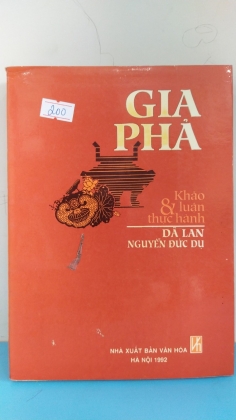 200
GIA
PHẢ
Khảo
& luận
thực hành
DÃ LAN
NGUYỄN ĐỨC DỤ
NHÀ XUẤT BẢN VĂN HÓA
HÀ NỘI 1992